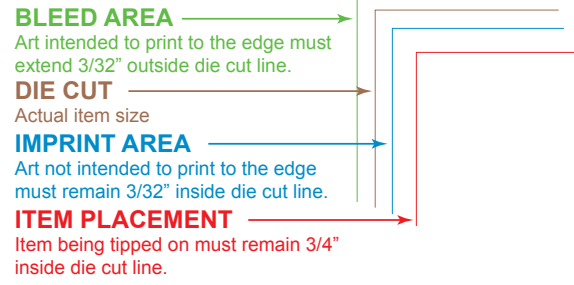 BLEED AREA
Art intended to print to the edge must
extend 3/32” outside die cut line.
DIE CUT
Actual item size
IMPRINT AREA
Art not intended to print to the edge
must remain 3/32” inside die cut line.
ITEM PLACEMENT
Item being tipped on must remain 3/4”
inside die cut line.